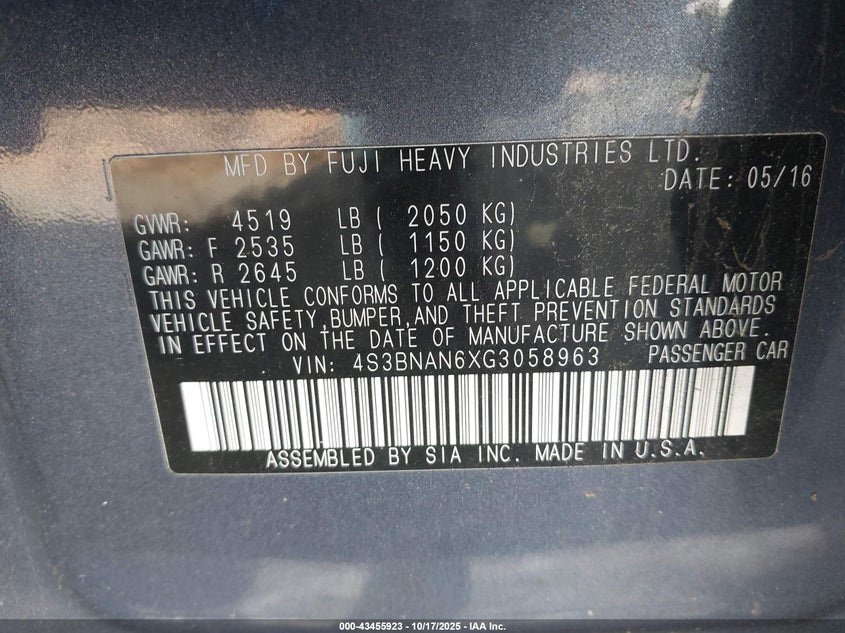 MFD BY FUJI HEAVY INDUSTRIES LTD.
DATE: 05/16
GVWR: 4519 LB ( 2050 KG)
GAWR: F 2535 LB ( 1150 KG)
GAWR: R 2645 LB ( 1200 KG)
THIS VEHICLE CONFORMS TO ALL APPLICABLE FEDERAL MOTOR
VEHICLE SAFETY,BUMPER,AND THEFT PREVENTION STANDARDS
IN EFFECT ON THE DATE OF MANUFACTURE SHOWN ABOVE.
VIN: 4S3BNAN6XG3058963 PASSENGER CAR
ASSEMBLED BY SIA INC. MADE IN U.S.A.
000-43455923 - 10/17/2025 - IAA Inc.